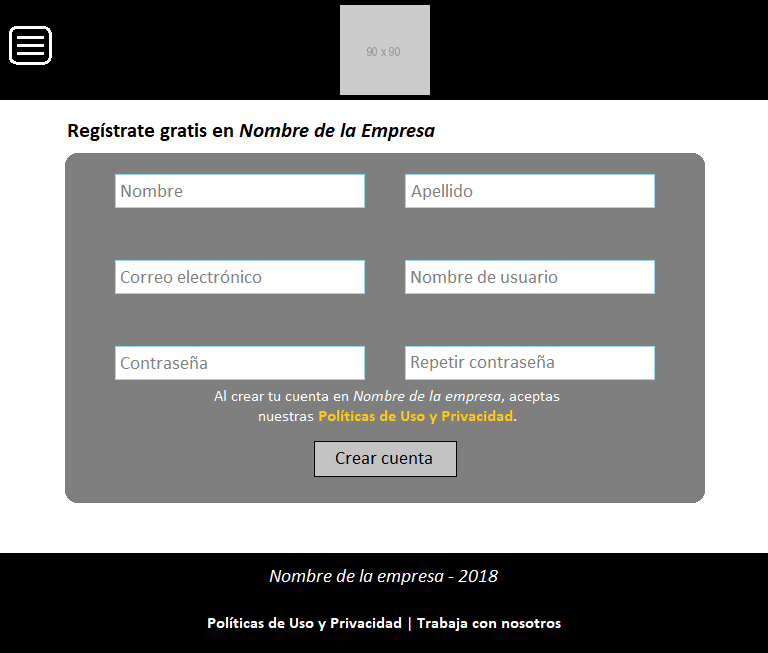 90 x 90
Regístrate gratis en Nombre de la Empresa
Nombre
Apellido
Correo electrónico
Nombre de usuario
Contraseña
Repetir contraseña
Al crear tu cuenta en Nombre de la empresa, aceptas
nuestras Políticas de Uso y Privacidad.
Crear cuenta
Nombre de la empresa - 2018
Políticas de Uso y Privacidad | Trabaja con nosotros